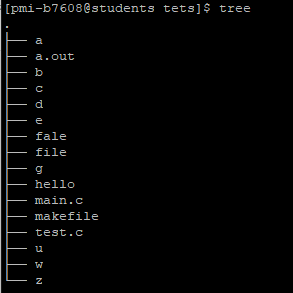 [pmi-b7608@students tets]$ tree
.
├── a
├── a.out
├── b
├── c
├── d
├── e
├── fale
├── file
├── g
├── hello
├── main.c
├── makefile
├── test.c
├── u
├── w
└── z